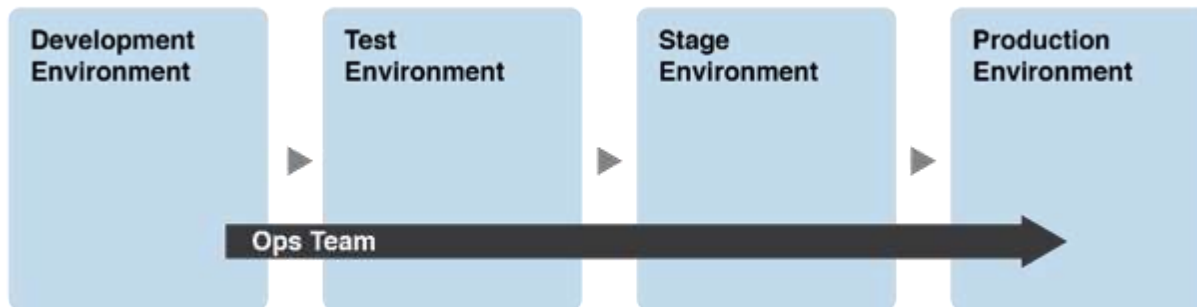 Development
Environment
Test
Environment
Stage
Environment
Production
Environment
Ops Team